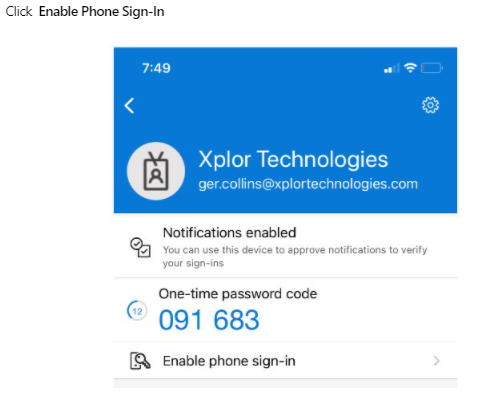 Click Enable Phone Sign-In
7:49
Xplor Technologies
ger.collins@xplortechnologies.com
Notifications enabled
You can use this device to approve notifications to verify
your sign-ins
One-time password code
12
091 683
Enable phone sign-in